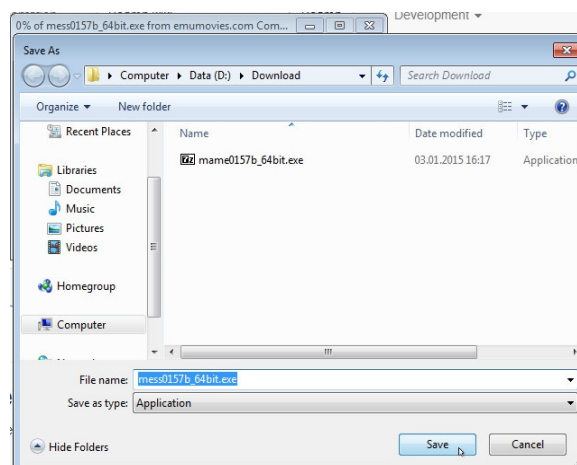 Development
0% of mess0157b_64bit.exe from emumovies.com Com...
Save As
Computer Data (D:) Download
Search Download
Organize New folder
Recent Places
Libraries
Documents
Music
Pictures
Videos
Homegroup
Computer
Name Date modified Type
mame0157b_64bit.exe 03.01.2015 16:17 Application
File name: mess0157b_64bit.exe
Save as type: Application
Hide Folders
Save Cancel